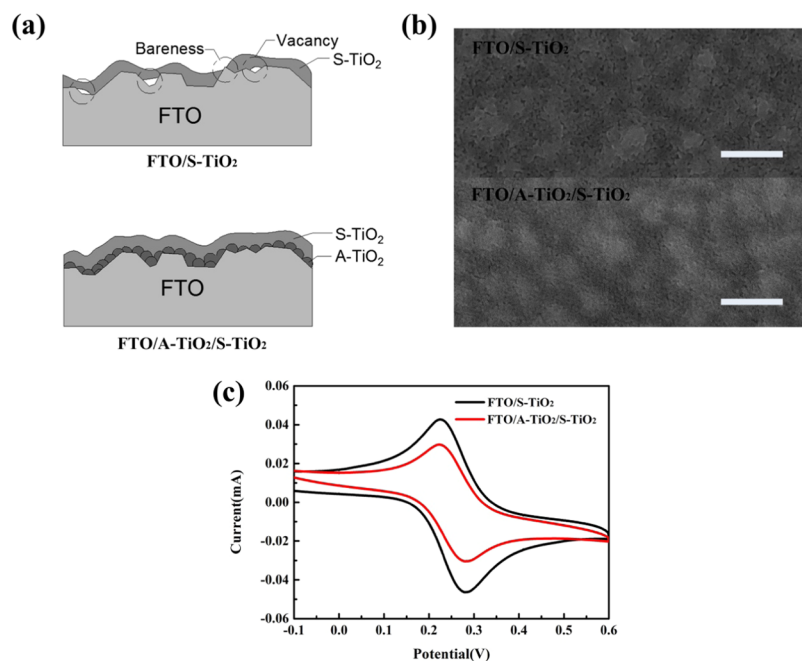 (a)
Bareness
Vacancy
S-TiO₂
FTO
FTO/S-TiO₂
S-TiO₂
A-TiO₂
FTO
FTO/A-TiO₂/S-TiO₂
(b)
FTO/S-TiO₂
FTO/A-TiO₂/S-TiO₂
(c)
FTO/S-TiO₂
FTO/A-TiO₂/S-TiO₂
Current(mA)
0.06
0.04
0.02
0.00
-0.02
-0.04
-0.06
-0.1 0.0 0.1 0.2 0.3 0.4 0.5 0.6
Potential(V)